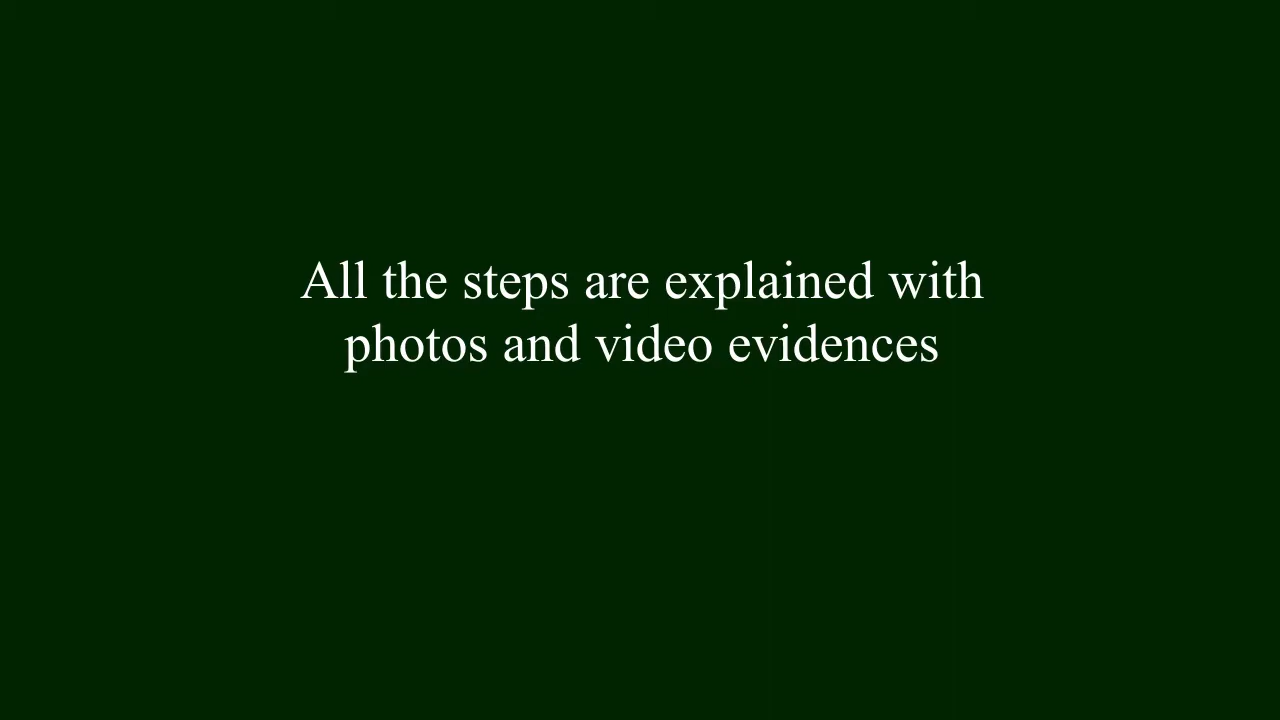 All the steps are explained with
photos and video evidences